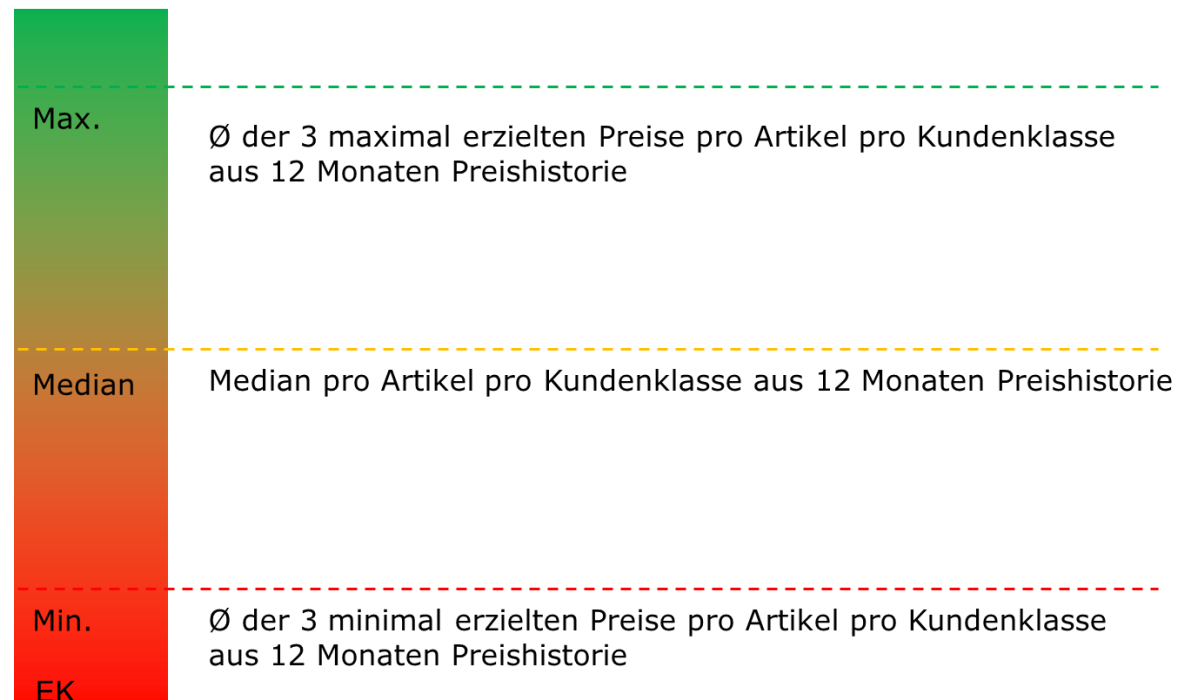 Max.
Ø der 3 maximal erzielten Preise pro Artikel pro Kundenklasse
aus 12 Monaten Preishistorie
Median
Median pro Artikel pro Kundenklasse aus 12 Monaten Preishistorie
Min.
Ø der 3 minimal erzielten Preise pro Artikel pro Kundenklasse
aus 12 Monaten Preishistorie
EK